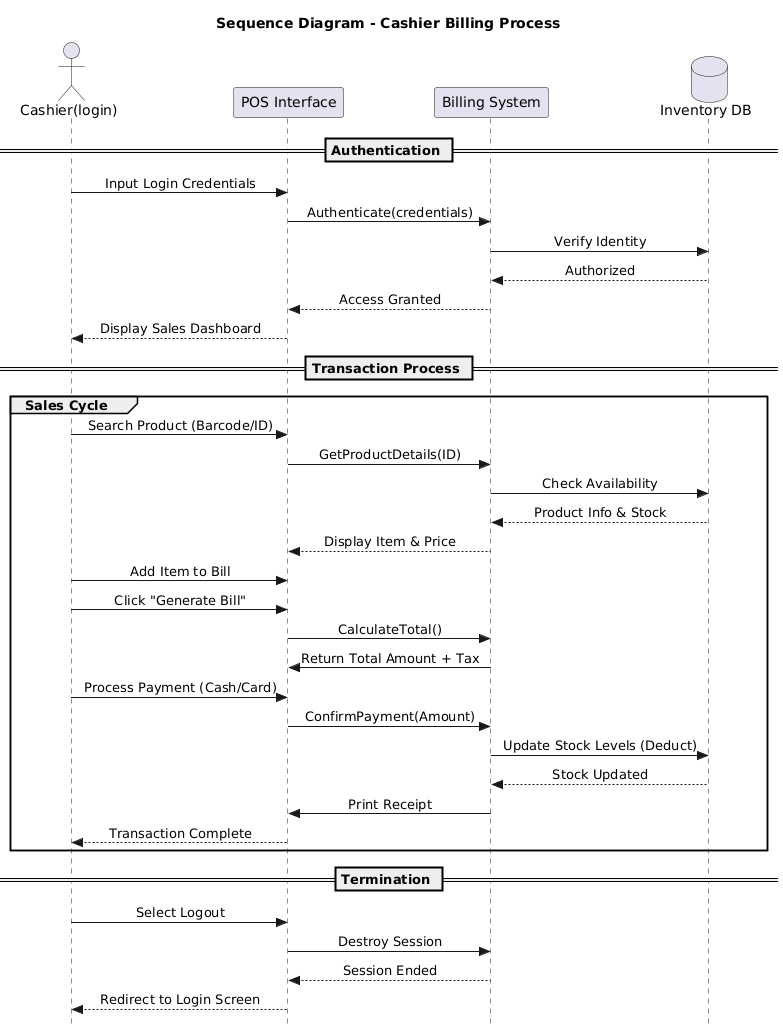 Sequence Diagram - Cashier Billing Process
Cashier(login)
POS Interface
Billing System
Inventory DB
Authentication
Input Login Credentials
Authenticate(credentials)
Verify Identity
Authorized
Access Granted
Display Sales Dashboard
Transaction Process
Sales Cycle
Search Product (Barcode/ID)
GetProductDetails(ID)
Check Availability
Product Info & Stock
Display Item & Price
Add Item to Bill
Click "Generate Bill"
CalculateTotal()
Return Total Amount + Tax
Process Payment (Cash/Card)
ConfirmPayment(Amount)
Update Stock Levels (Deduct)
Stock Updated
Print Receipt
Transaction Complete
Termination
Select Logout
Destroy Session
Session Ended
Redirect to Login Screen